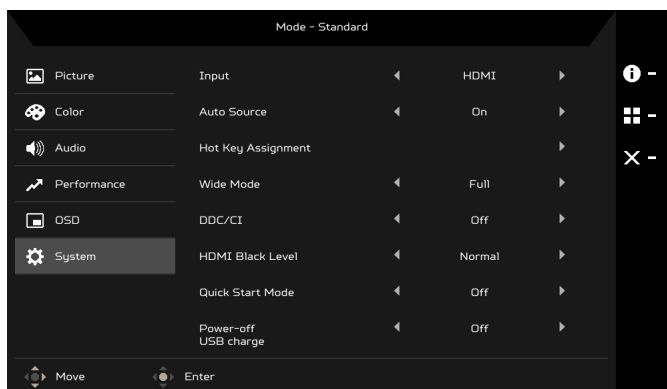 Mode - Standard
Picture
Input
HDMI
Color
Auto Source
On
Audio
Hot Key Assignment
Performance
Wide Mode
Full
OSD
DDC/CI
Off
System
HDMI Black Level
Normal
Quick Start Mode
Off
Power-off
USB charge
Off
Move
Enter